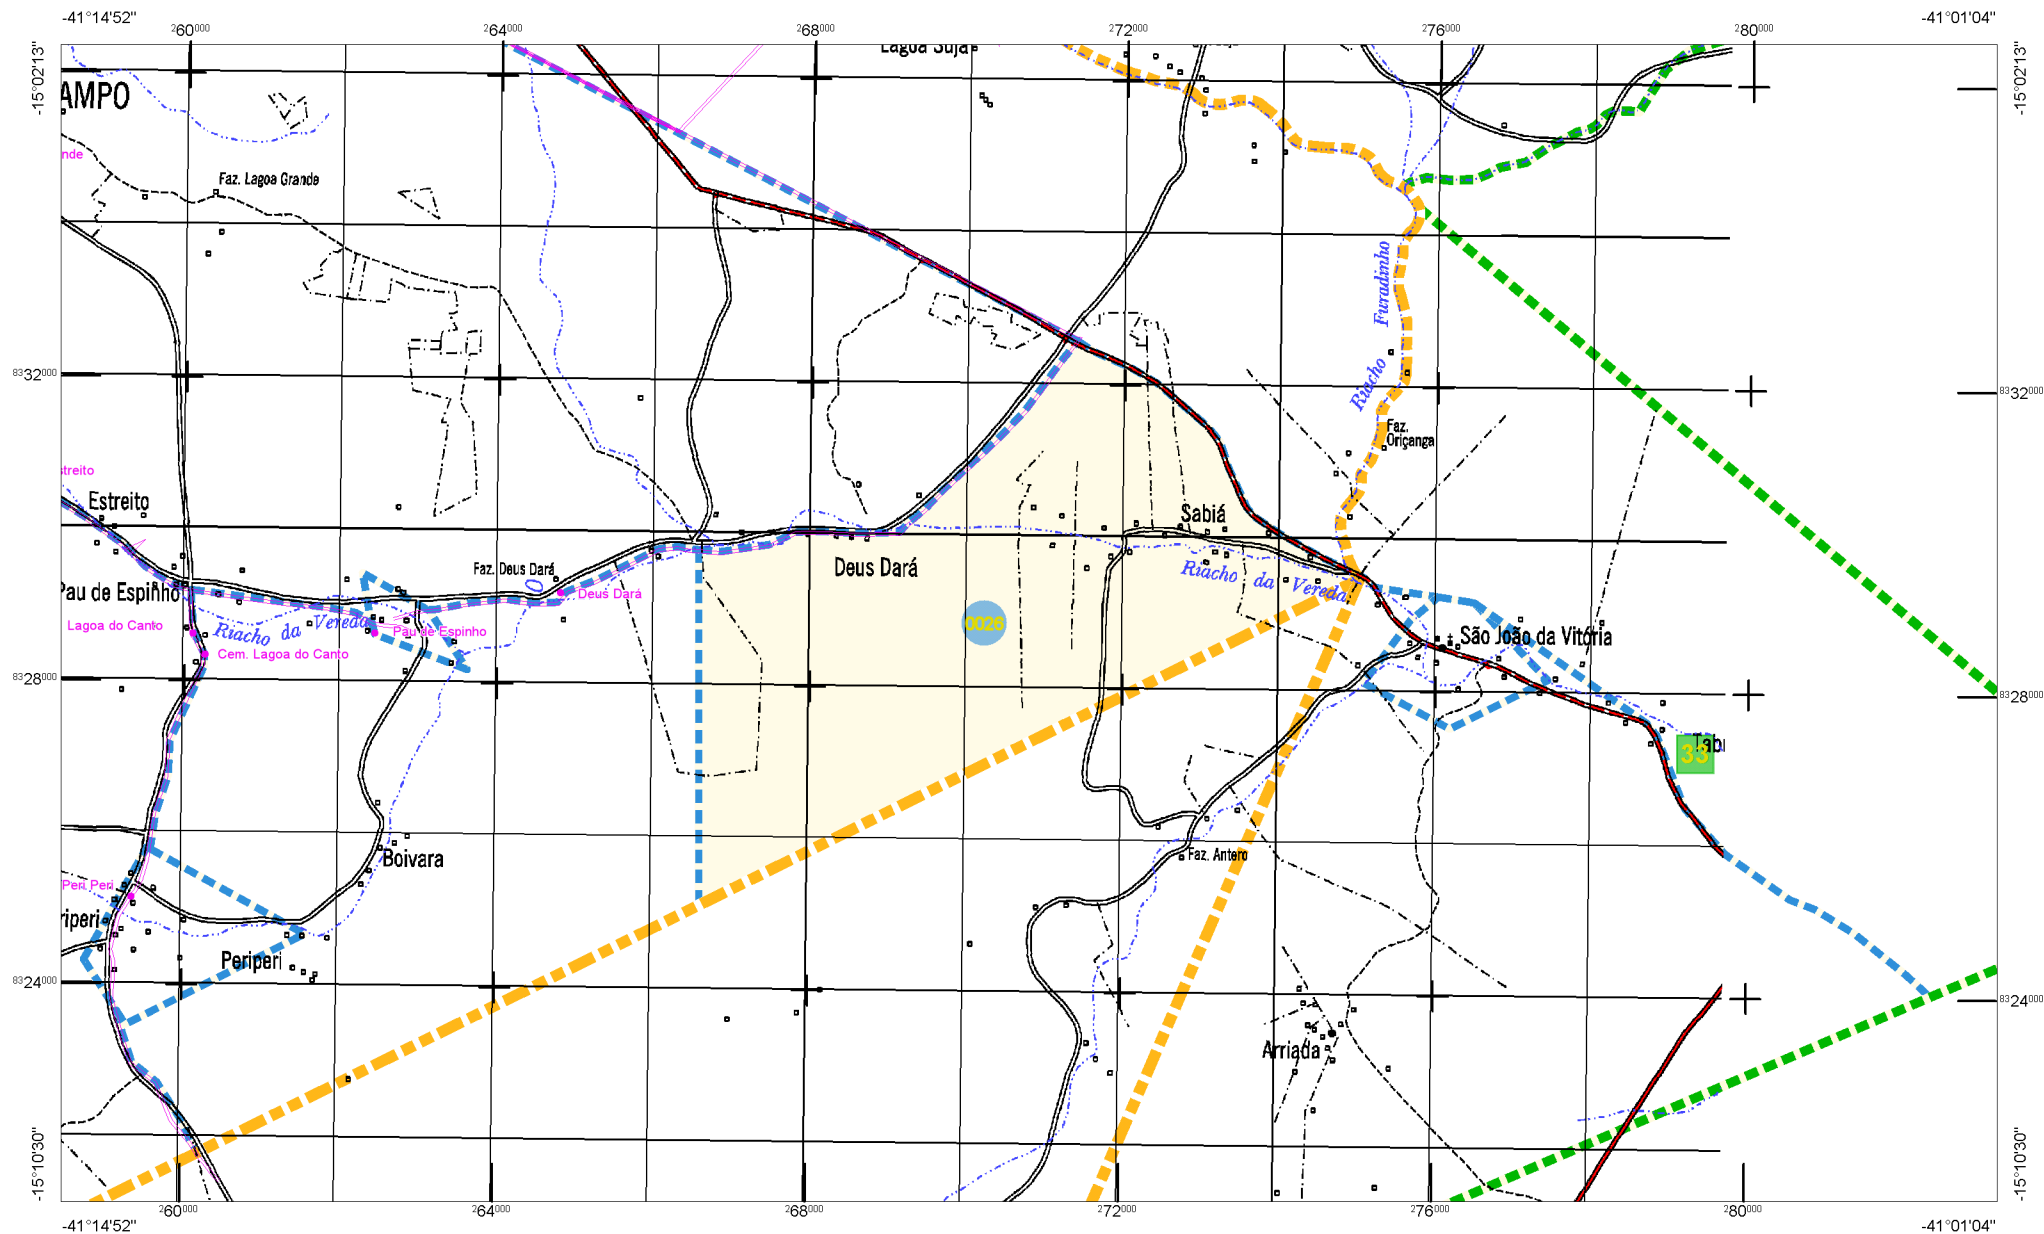 -41°14'52"
-41°01'04"
260000
264000
268000
272000
276000
280000
-15°02'13"
-15°02'13"
Lagoa Suja
AMPO
nde
Faz. Lagoa Grande
Furadinho
Riacho
8332000
8332000
Faz.
Oriçanga
streito
Estreito
Sabiá
Faz. Deus Dará
Deus Dará
Riacho da Vereda
Pau de Espinho
Deus Dará
Lagoa do Canto
Riacho da Vereda
Pau de Espinho
0026
São João da Vitória
Cem. Lagoa do Canto
8328000
8328000
33
Tabu
Boivara
Faz. Antero
Peri Peri
riperi
Periperi
8324000
8324000
Arriada
-15°10'30"
-15°10'30"
260000
264000
268000
272000
276000
280000
-41°14'52"
-41°01'04"